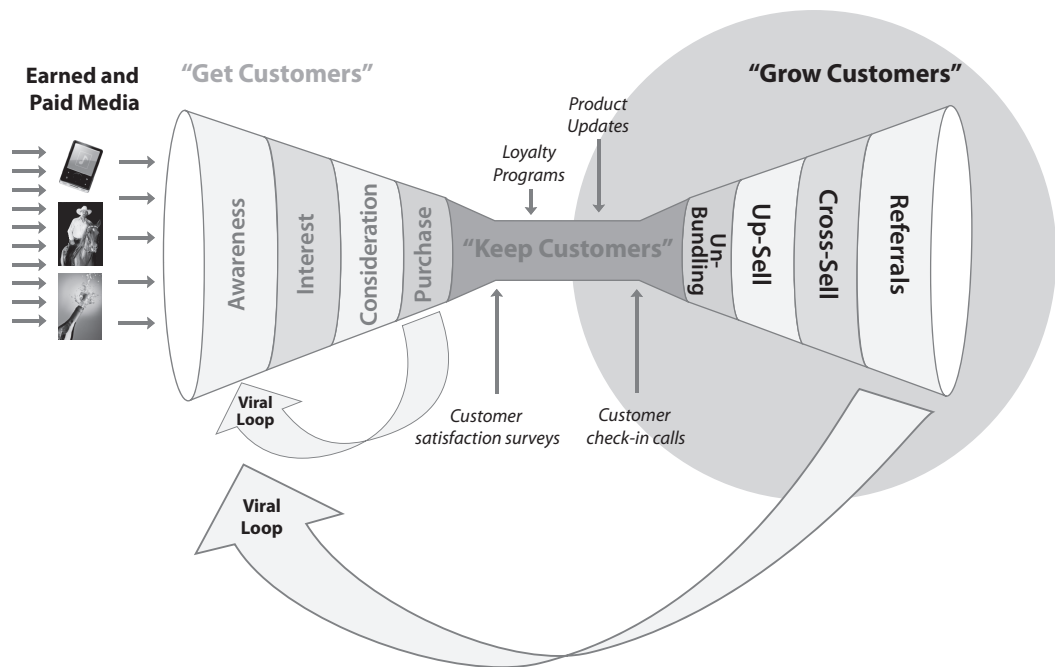 Earned and
Paid Media
“Get Customers”
“Grow Customers”
Product
Updates
Loyalty
Programs
Awareness
Interest
Consideration
Purchase
“Keep Customers”
Un-
Bundling
Up-Sell
Cross-Sell
Referrals
Viral
Loop
Customer
satisfaction surveys
Customer
check-in calls
Viral
Loop